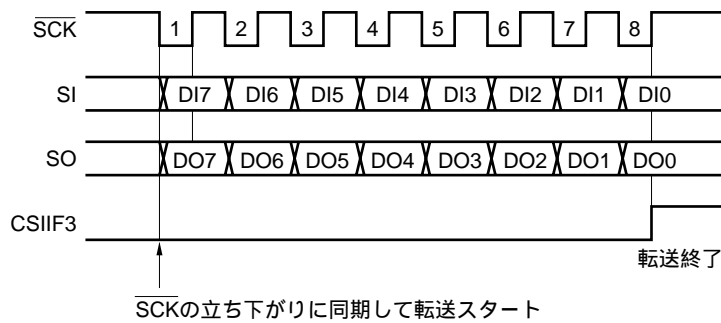 SCK 1 2 3 4 5 6 7 8
SI DI7 DI6 DI5 DI4 DI3 DI2 DI1 DI0
SO DO7 DO6 DO5 DO4 DO3 DO2 DO1 DO0
CSIIF3
転送終了
SCKの立ち下がりに同期して転送スタート